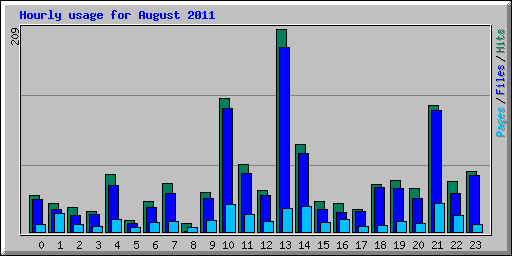 Hourly usage for August 2011
209
Pages/Files/Hits
0 1 2 3 4 5 6 7 8 9 10 11 12 13 14 15 16 17 18 19 20 21 22 23